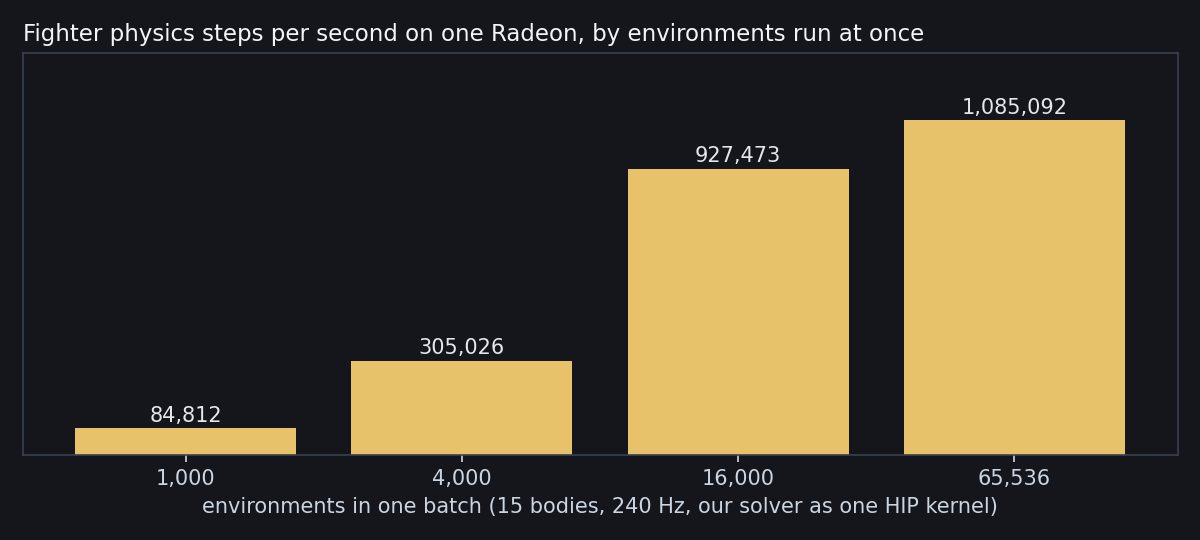 Fighter physics steps per second on one Radeon, by environments run at once
1,085,092
927,473
305,026
84,812
1,000 4,000 16,000 65,536
environments in one batch (15 bodies, 240 Hz, our solver as one HIP kernel)